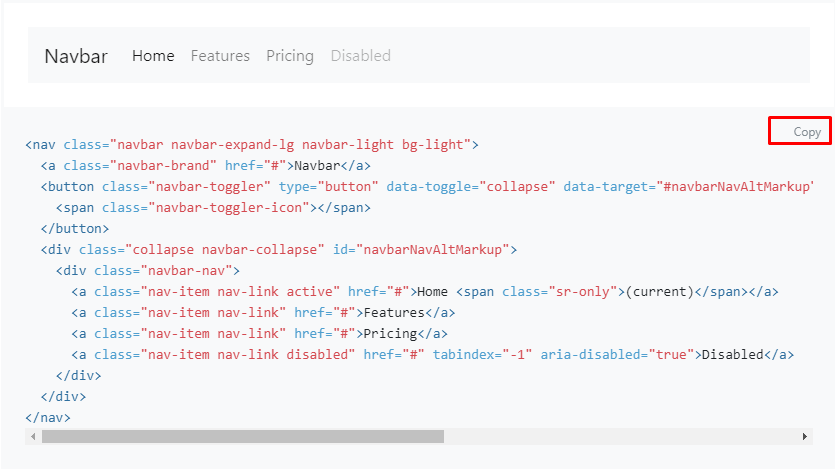 Navbar Home Features Pricing Disabled
Copy
<nav class="navbar navbar-expand-lg navbar-light bg-light">
  <a class="navbar-brand" href="#">Navbar</a>
  <button class="navbar-toggler" type="button" data-toggle="collapse" data-target="#navbarNavAltMarkup"
    <span class="navbar-toggler-icon"></span>
  </button>
  <div class="collapse navbar-collapse" id="navbarNavAltMarkup">
    <div class="navbar-nav">
      <a class="nav-item nav-link active" href="#">Home <span class="sr-only">(current)</span></a>
      <a class="nav-item nav-link" href="#">Features</a>
      <a class="nav-item nav-link" href="#">Pricing</a>
      <a class="nav-item nav-link disabled" href="#" tabindex="-1" aria-disabled="true">Disabled</a>
    </div>
  </div>
</nav>